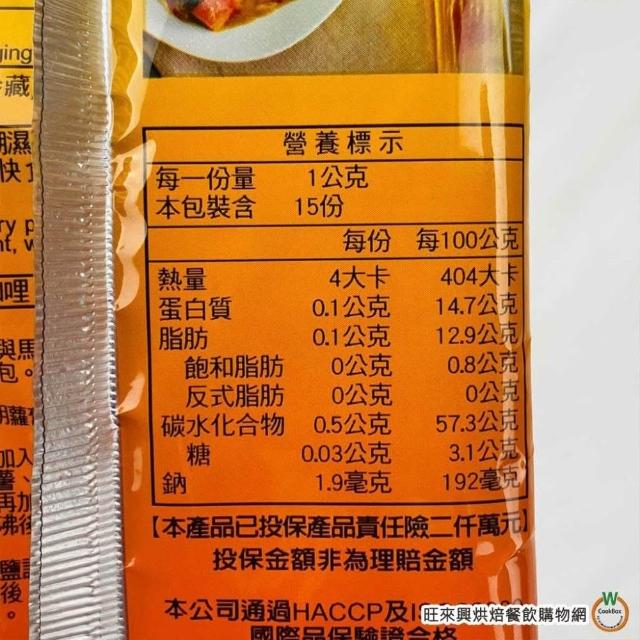 營養標示
每一份量 1公克
本包裝含 15份
每份 每100公克
熱量 4大卡 404大卡
蛋白質 0.1公克 14.7公克
脂肪 0.1公克 12.9公克
飽和脂肪 0公克 0.8公克
反式脂肪 0公克 0公克
碳水化合物 0.5公克 57.3公克
糖 0.03公克 3.1公克
鈉 1.9毫克 192毫克
【本產品已投保產品責任險二仟萬元】
投保金額非為理賠金額
本公司通過HACCP及IS
國際品保驗證合格
W
CookBox
旺來興烘焙餐飲購物網